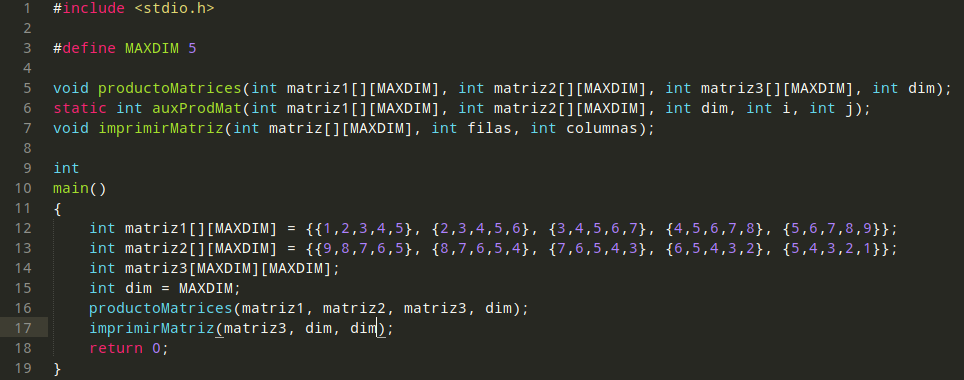 1 #include <stdio.h>
2
3 #define MAXDIM 5
4
5 void productoMatrices(int matriz1[][MAXDIM], int matriz2[][MAXDIM], int matriz3[][MAXDIM], int dim);
6 static int auxProdMat(int matriz1[][MAXDIM], int matriz2[][MAXDIM], int dim, int i, int j);
7 void imprimirMatriz(int matriz[][MAXDIM], int filas, int columnas);
8
9 int
10 main()
11 {
12     int matriz1[][MAXDIM] = {{1,2,3,4,5}, {2,3,4,5,6}, {3,4,5,6,7}, {4,5,6,7,8}, {5,6,7,8,9}};
13     int matriz2[][MAXDIM] = {{9,8,7,6,5}, {8,7,6,5,4}, {7,6,5,4,3}, {6,5,4,3,2}, {5,4,3,2,1}};
14     int matriz3[MAXDIM][MAXDIM];
15     int dim = MAXDIM;
16     productoMatrices(matriz1, matriz2, matriz3, dim);
17     imprimirMatriz(matriz3, dim, dim);
18     return 0;
19 }